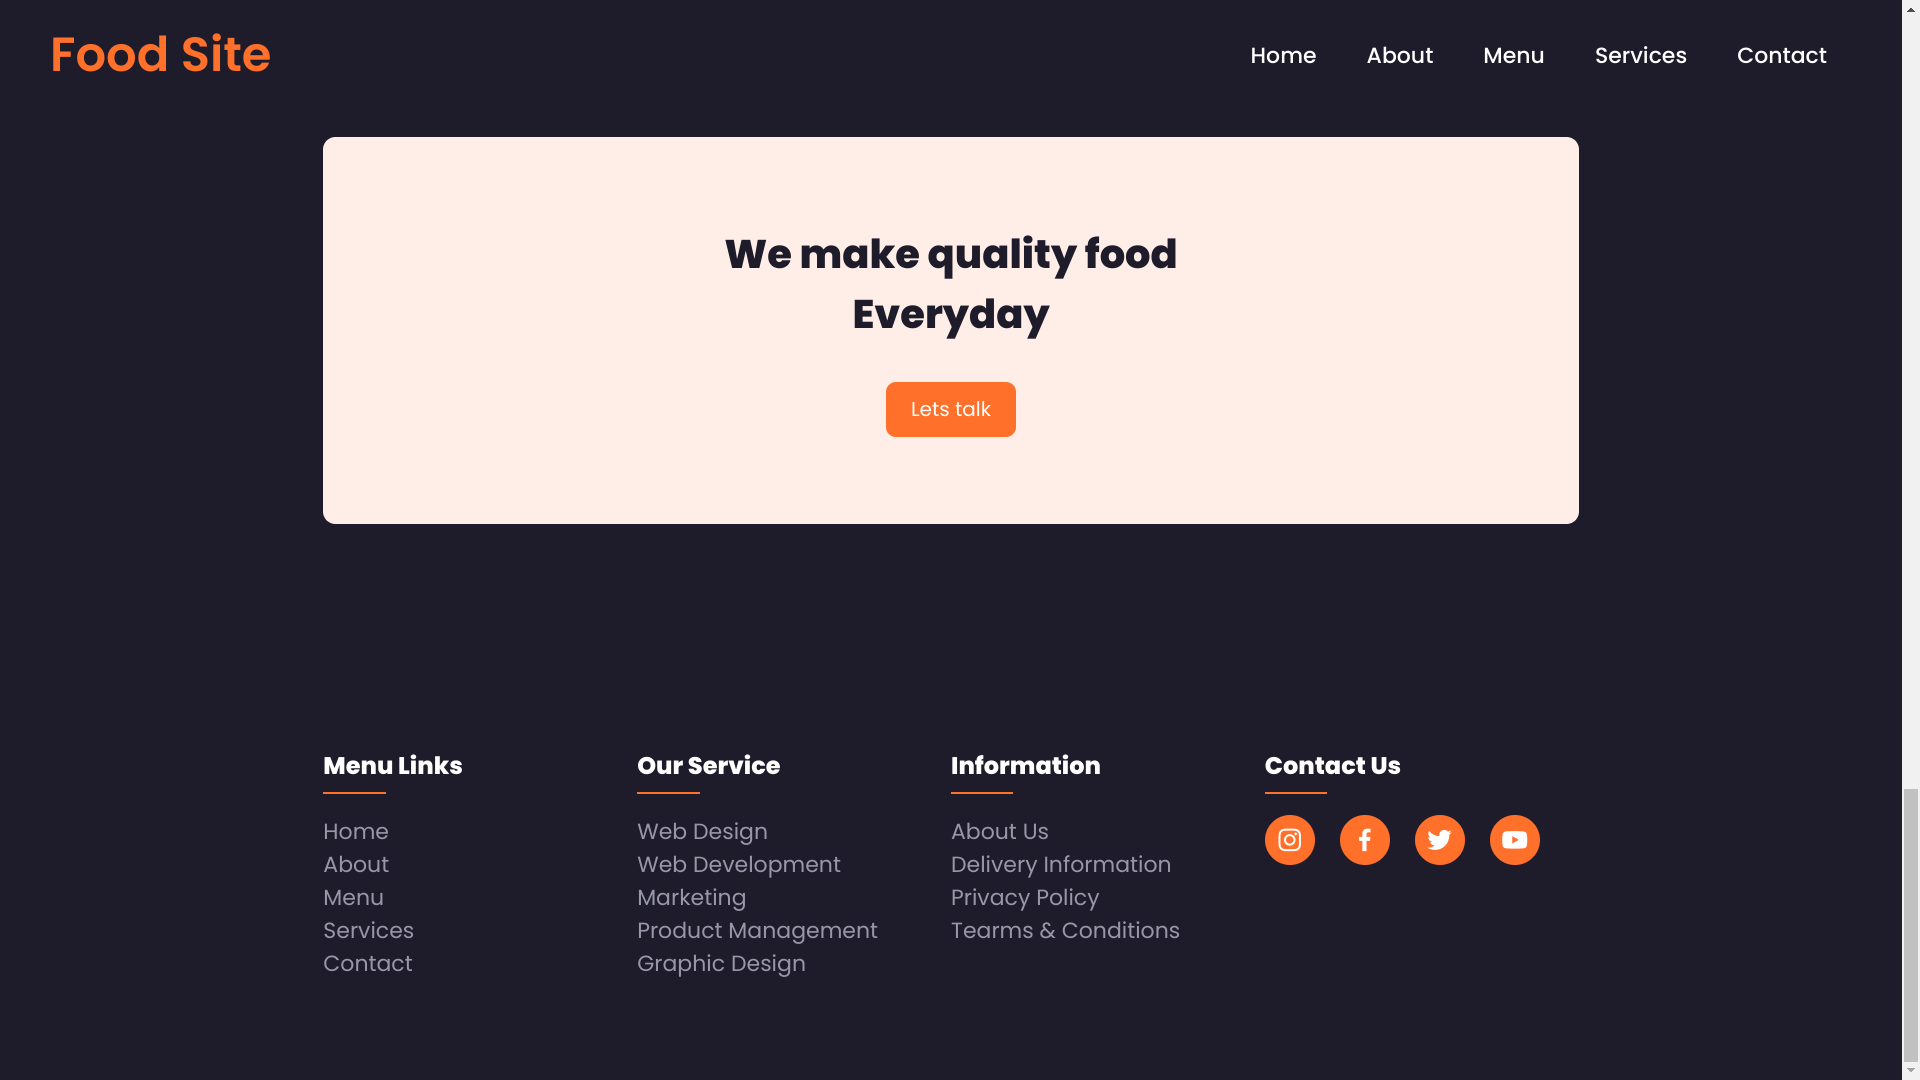 Food Site
Home
About
Menu
Services
Contact
We make quality food
Everyday
Lets talk
Menu Links
Home
About
Menu
Services
Contact
Our Service
Web Design
Web Development
Marketing
Product Management
Graphic Design
Information
About Us
Delivery Information
Privacy Policy
Tearms & Conditions
Contact Us